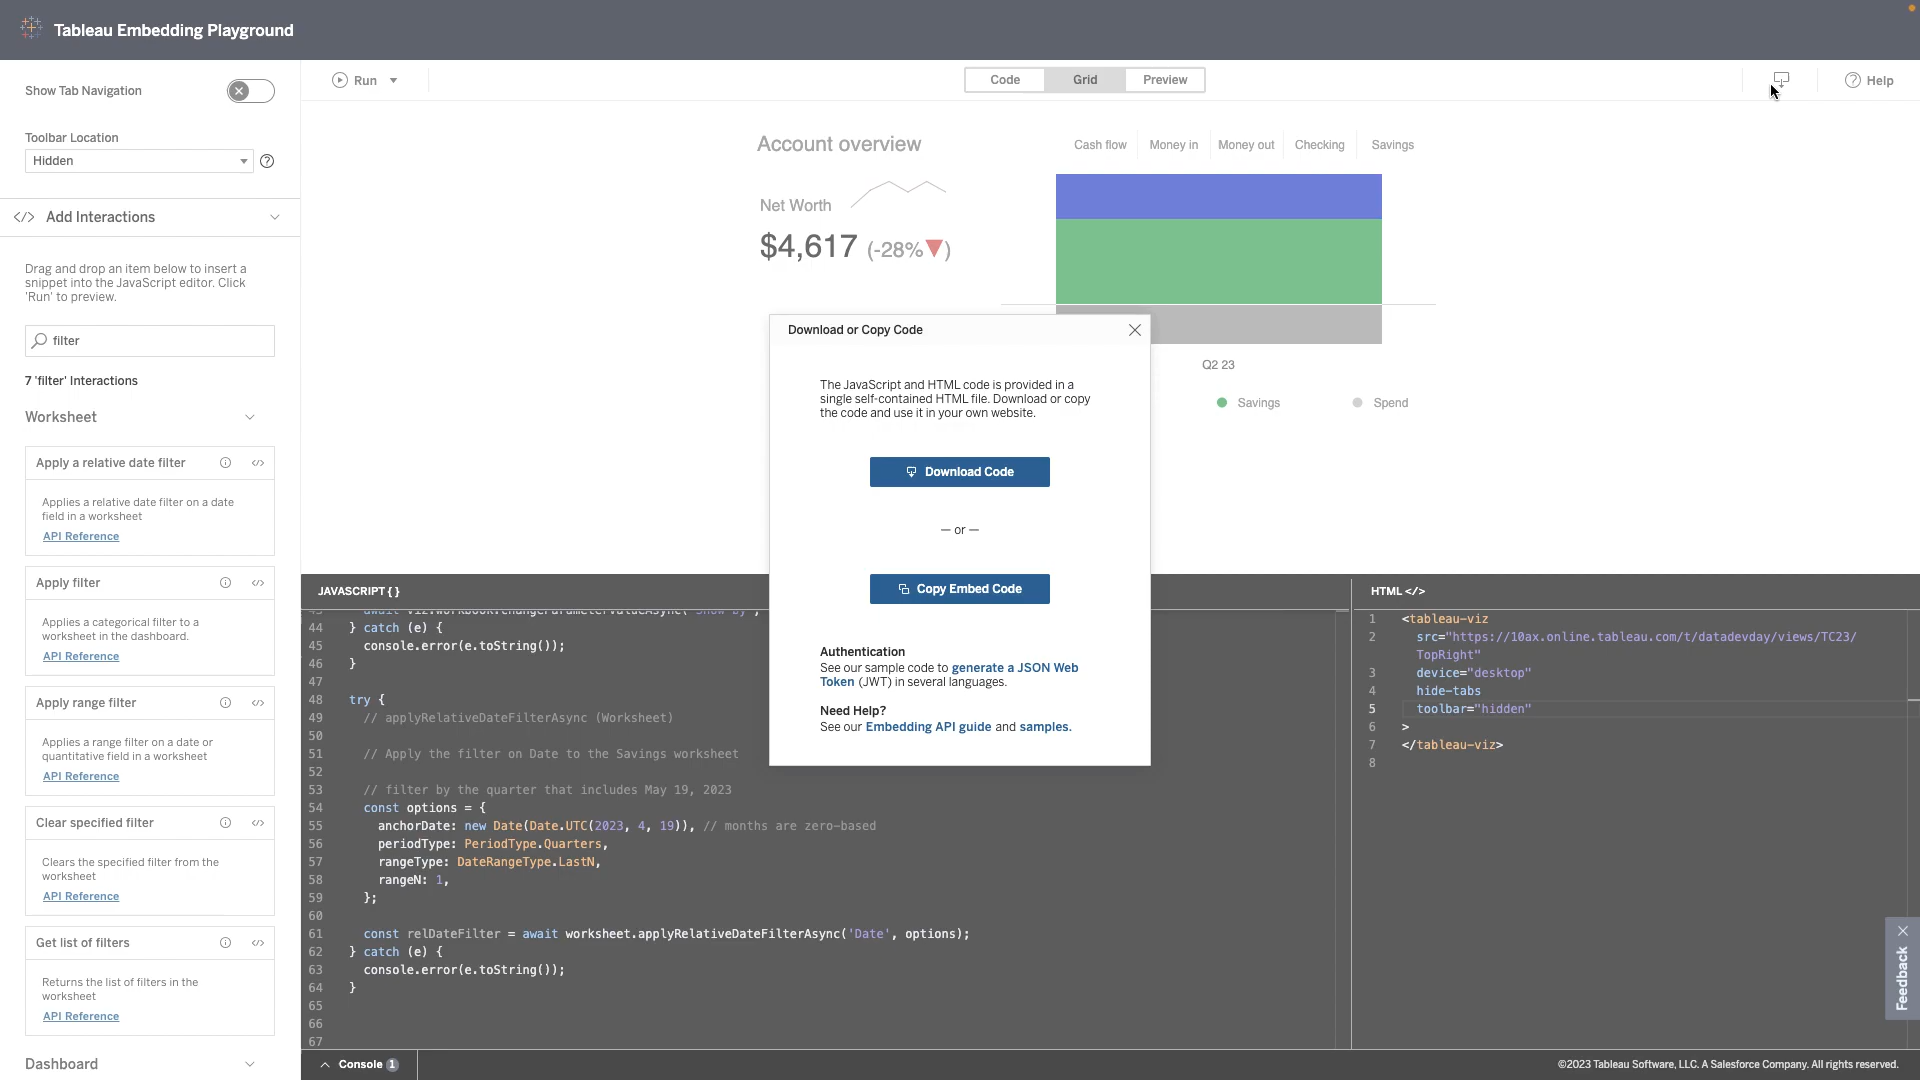 Tableau Embedding Playground
Show Tab Navigation
Toolbar Location
Hidden
Run
Code
Grid
Preview
Help
</> Add Interactions
Drag and drop an item below to insert a
snippet into the JavaScript editor. Click
'Run' to preview.
filter
7 'filter' Interactions
Worksheet
Apply a relative date filter
Applies a relative date filter on a date
field in a worksheet
API Reference
Apply filter
Applies a categorical filter to a
worksheet in the dashboard.
API Reference
Apply range filter
Applies a range filter on a date or
quantitative field in a worksheet
API Reference
Clear specified filter
Clears the specified filter from the
worksheet
API Reference
Get list of filters
Returns the list of filters in the
worksheet
API Reference
Dashboard
Account overview
Cash flow
Money in
Money out
Checking
Savings
Net Worth
$4,617 (-28%▼)
Q2 23
Savings
Spend
Download or Copy Code
The JavaScript and HTML code is provided in a
single self-contained HTML file. Download or copy
the code and use it in your own website.
Download Code
— or —
Copy Embed Code
Authentication
See our sample code to generate a JSON Web
Token (JWT) in several languages.
Need Help?
See our Embedding API guide and samples.
JAVASCRIPT { }
43 await viz.workbook.changeParameterValueAsync('Show by',
44 } catch (e) {
45 console.error(e.toString());
46 }
47
48 try {
49 // applyRelativeDateFilterAsync (Worksheet)
50
51 // Apply the filter on Date to the Savings worksheet
52
53 // filter by the quarter that includes May 19, 2023
54 const options = {
55 anchorDate: new Date(Date.UTC(2023, 4, 19)), // months are zero-based
56 periodType: PeriodType.Quarters,
57 rangeType: DateRangeType.LastN,
58 rangeN: 1,
59 };
60
61 const relDateFilter = await worksheet.applyRelativeDateFilterAsync('Date', options);
62 } catch (e) {
63 console.error(e.toString());
64 }
65
66
67
HTML </>
1 <tableau-viz
2 src="https://10ax.online.tableau.com/t/datadevday/views/TC23/
TopRight"
3 device="desktop"
4 hide-tabs
5 toolbar="hidden"
6 >
7 </tableau-viz>
8
Feedback
Console 1
©2023 Tableau Software, LLC. A Salesforce Company. All rights reserved.